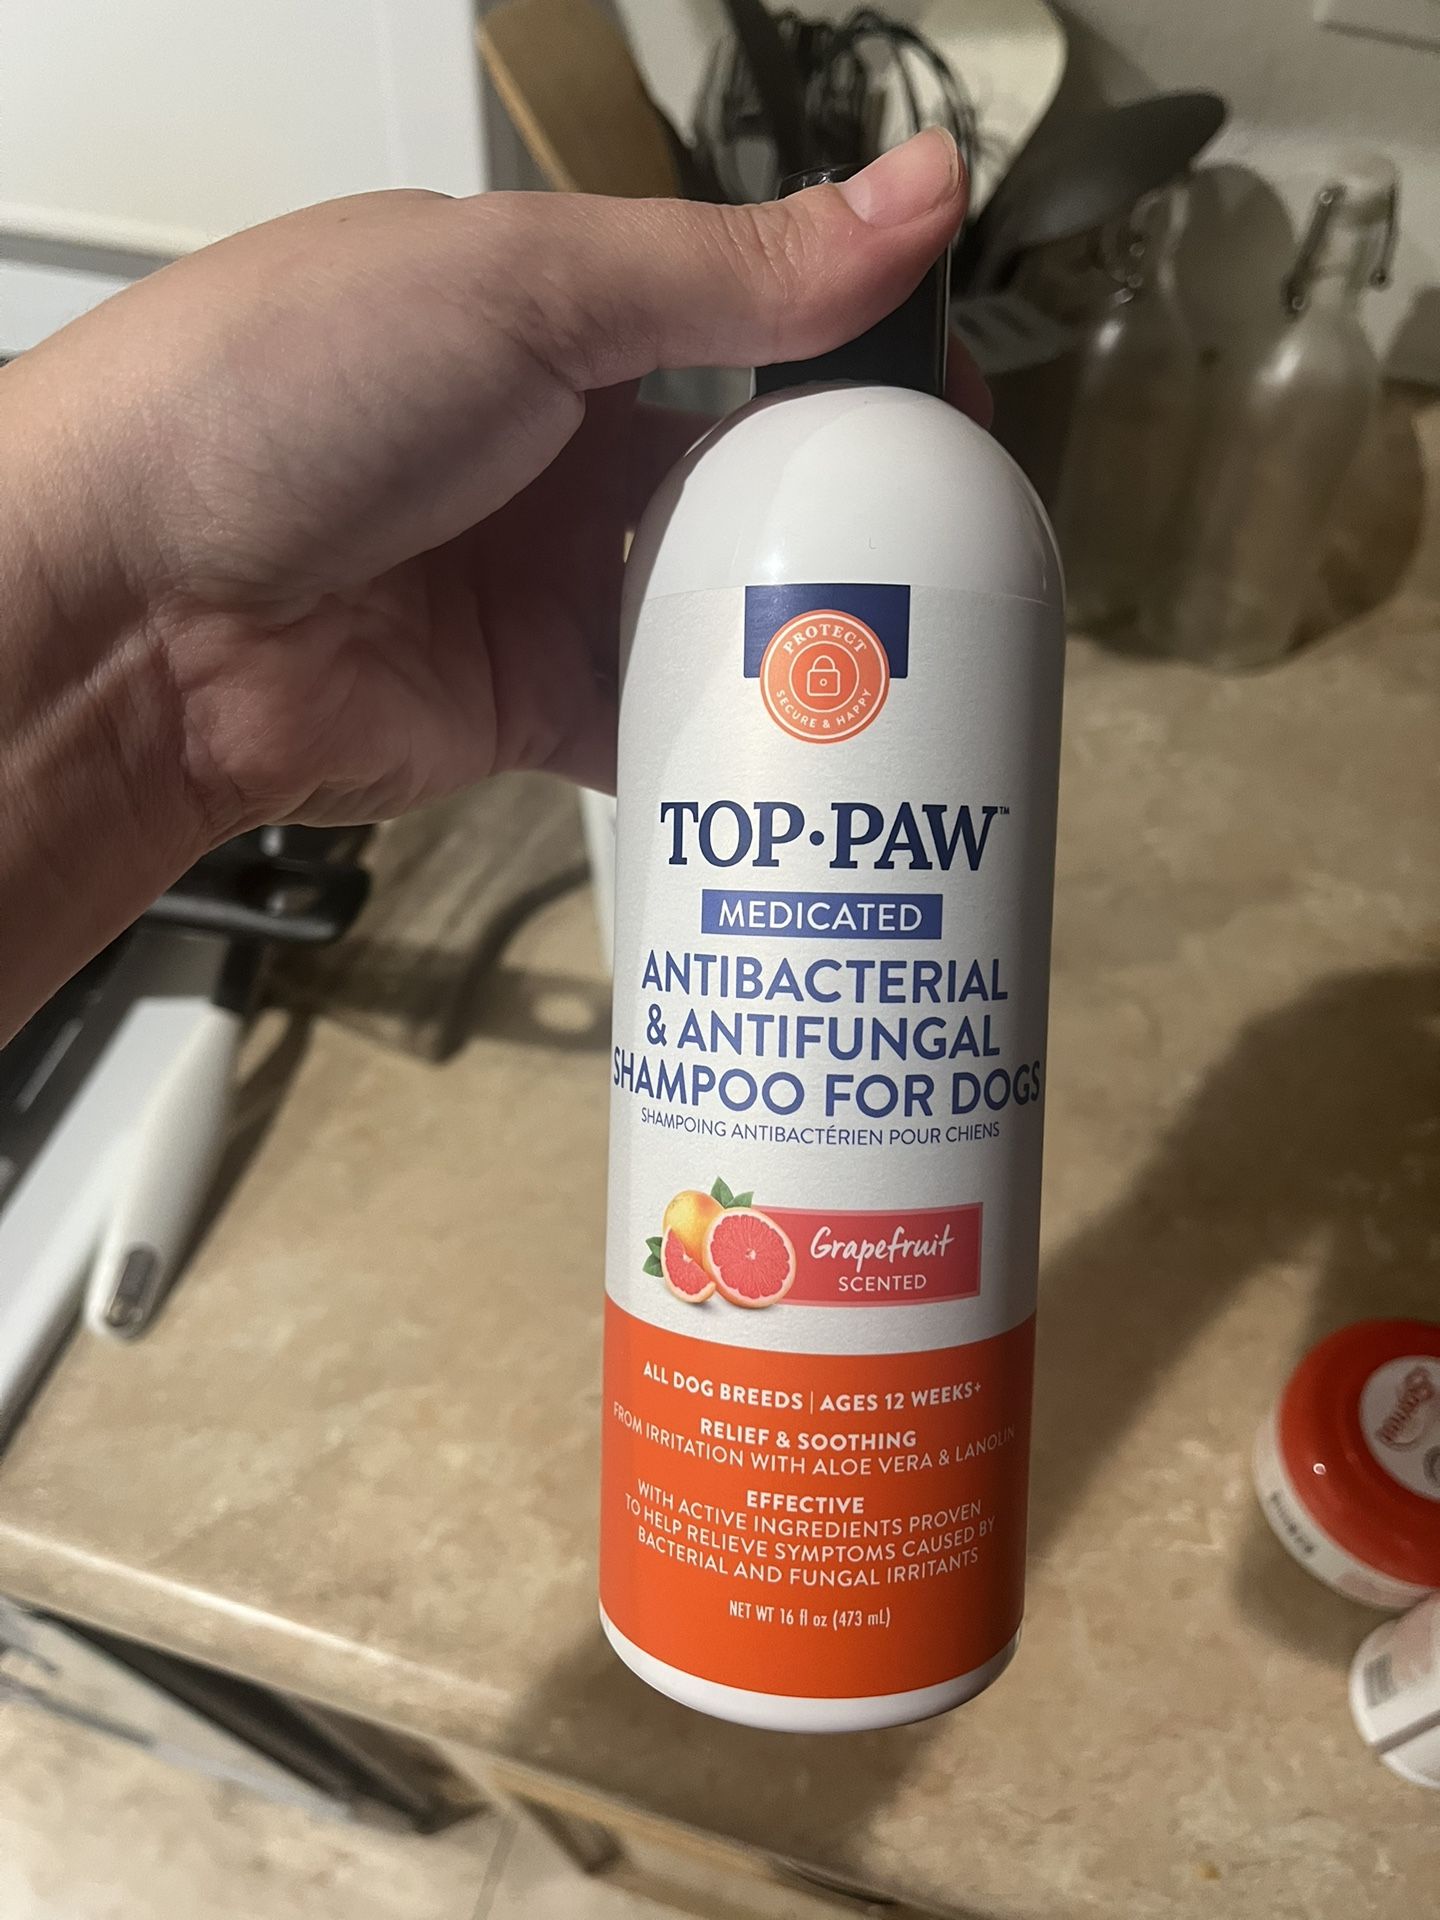 PROTECT
SECURE & HAPPY
TOP·PAW™
MEDICATED
ANTIBACTERIAL
& ANTIFUNGAL
SHAMPOO FOR DOGS
SHAMPOING ANTIBACTÉRIEN POUR CHIENS
Grapefruit
SCENTED
ALL DOG BREEDS | AGES 12 WEEKS+
RELIEF & SOOTHING
FROM IRRITATION WITH ALOE VERA & LANOLIN
EFFECTIVE
WITH ACTIVE INGREDIENTS PROVEN
TO HELP RELIEVE SYMPTOMS CAUSED BY
BACTERIAL AND FUNGAL IRRITANTS
NET WT 16 fl oz (473 mL)